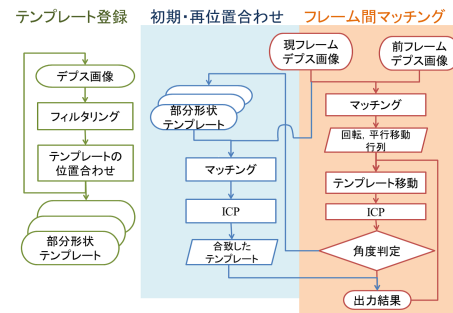 テンプレート登録
デプス画像
フィルタリング
テンプレートの
位置合わせ
部分形状
テンプレート
初期・再位置合わせ
部分形状
テンプレート
マッチング
ICP
合致した
テンプレート
フレーム間マッチング
現フレーム
デプス画像
前フレーム
デプス画像
マッチング
回転, 平行移動
行列
テンプレート移動
ICP
角度判定
出力結果